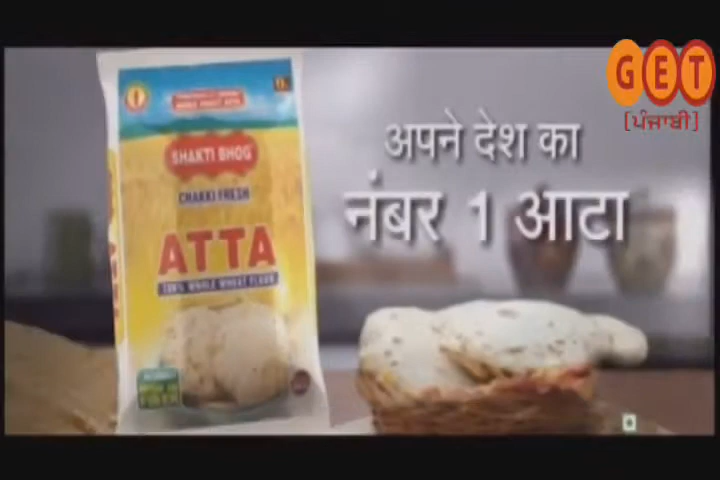 GET
[ਪੰਜਾਬੀ]
अपने देश का
नंबर 1 आटा
SHAKTI BHOG
CHAKKI FRESH
ATTA
100% WHOLE WHEAT FLOUR